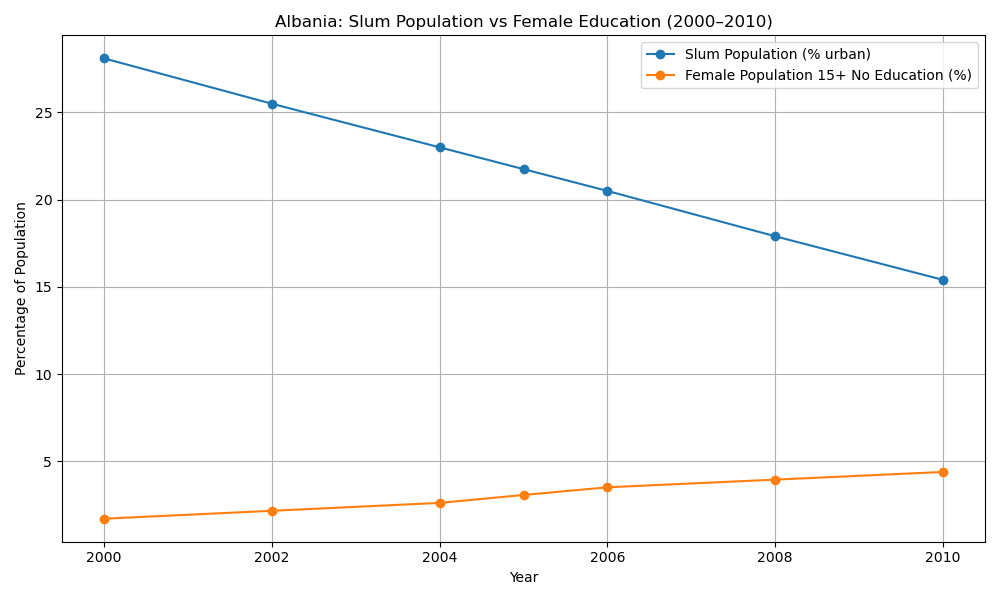 Albania: Slum Population vs Female Education (2000–2010)
Slum Population (% urban)
Female Population 15+ No Education (%)
Percentage of Population
25
20
15
10
5
2000 2002 2004 2006 2008 2010
Year